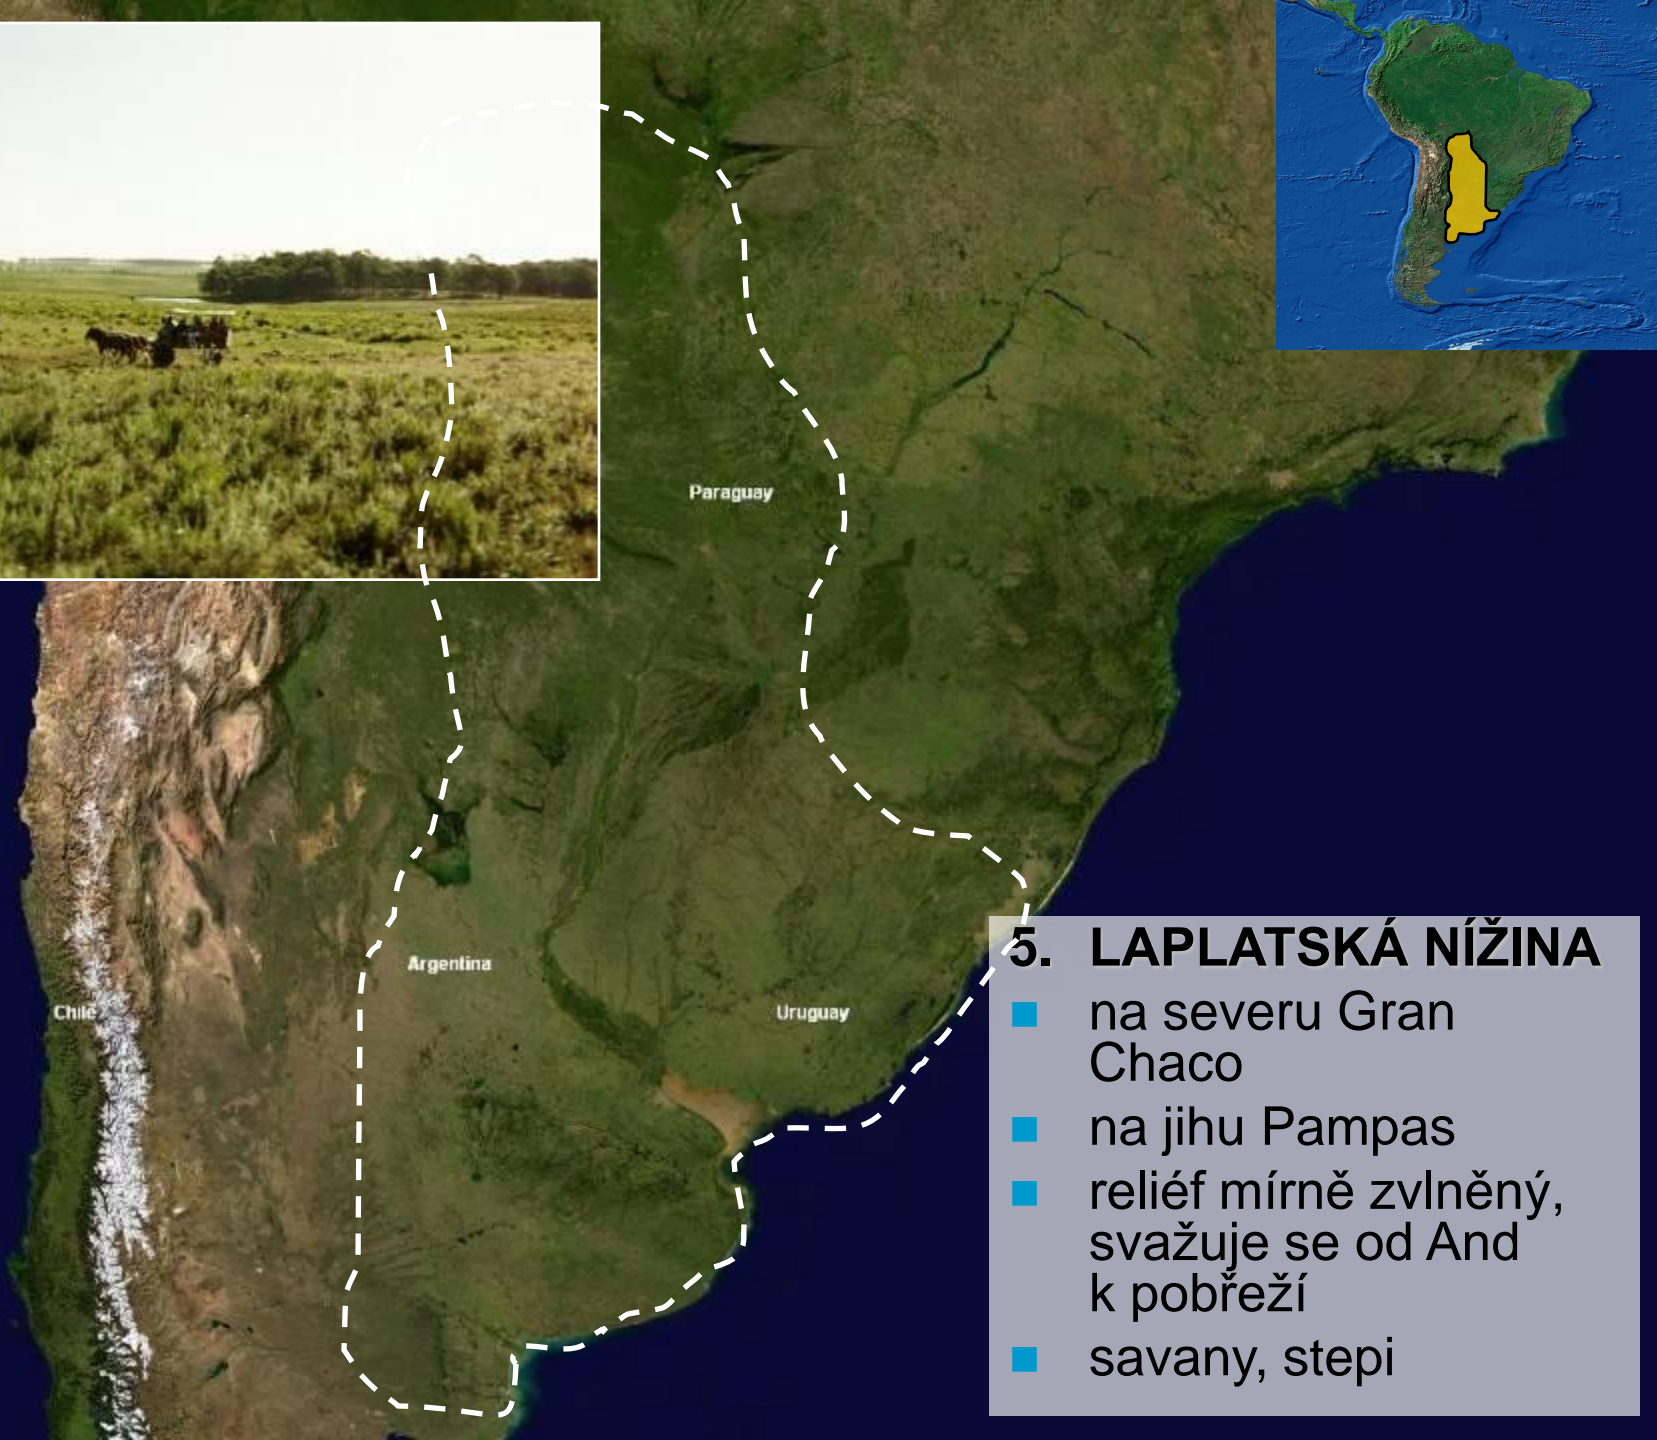 Paraguay
Argentina
Chile
Uruguay
5. LAPLATSKÁ NÍŽINA
na severu Gran
Chaco
na jihu Pampas
reliéf mírně zvlněný,
svažuje se od And
k pobřeží
savany, stepi